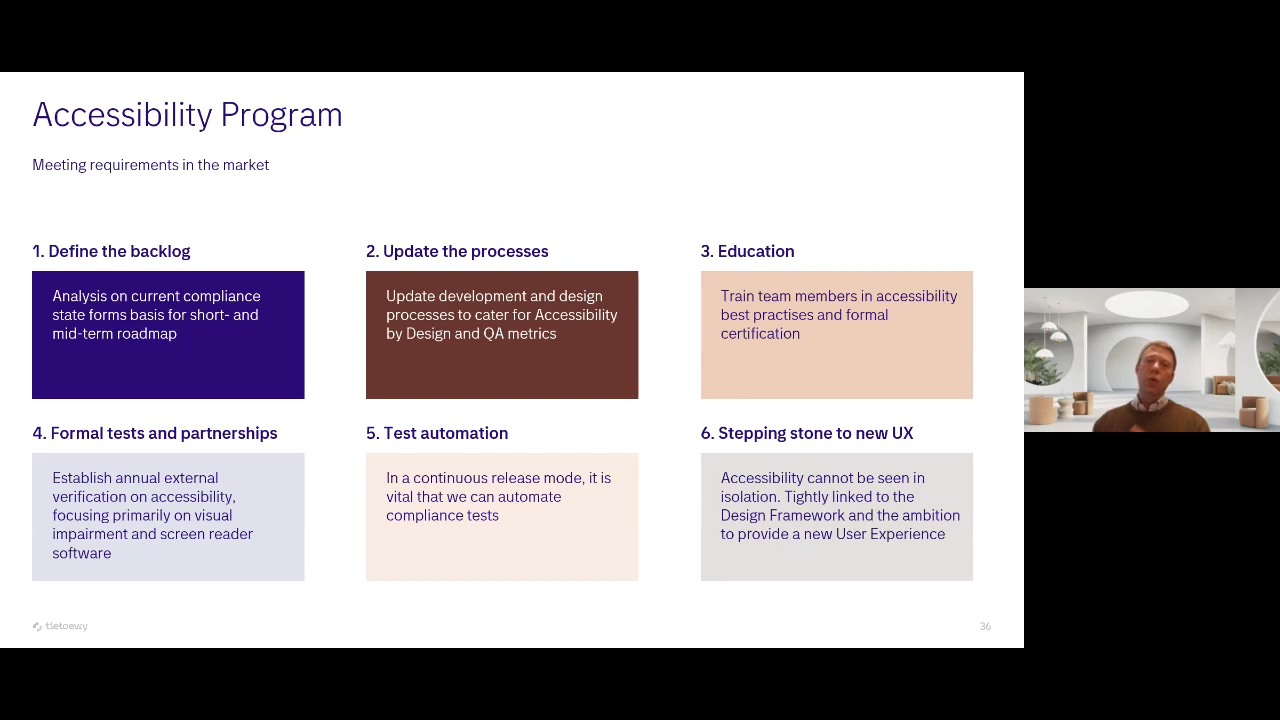 Accessibility Program
Meeting requirements in the market
1. Define the backlog
Analysis on current compliance
state forms basis for short- and
mid-term roadmap
2. Update the processes
Update development and design
processes to cater for Accessibility
by Design and QA metrics
3. Education
Train team members in accessibility
best practises and formal
certification
4. Formal tests and partnerships
Establish annual external
verification on accessibility,
focusing primarily on visual
impairment and screen reader
software
5. Test automation
In a continuous release mode, it is
vital that we can automate
compliance tests
6. Stepping stone to new UX
Accessibility cannot be seen in
isolation. Tightly linked to the
Design Framework and the ambition
to provide a new User Experience
tietoevry
36